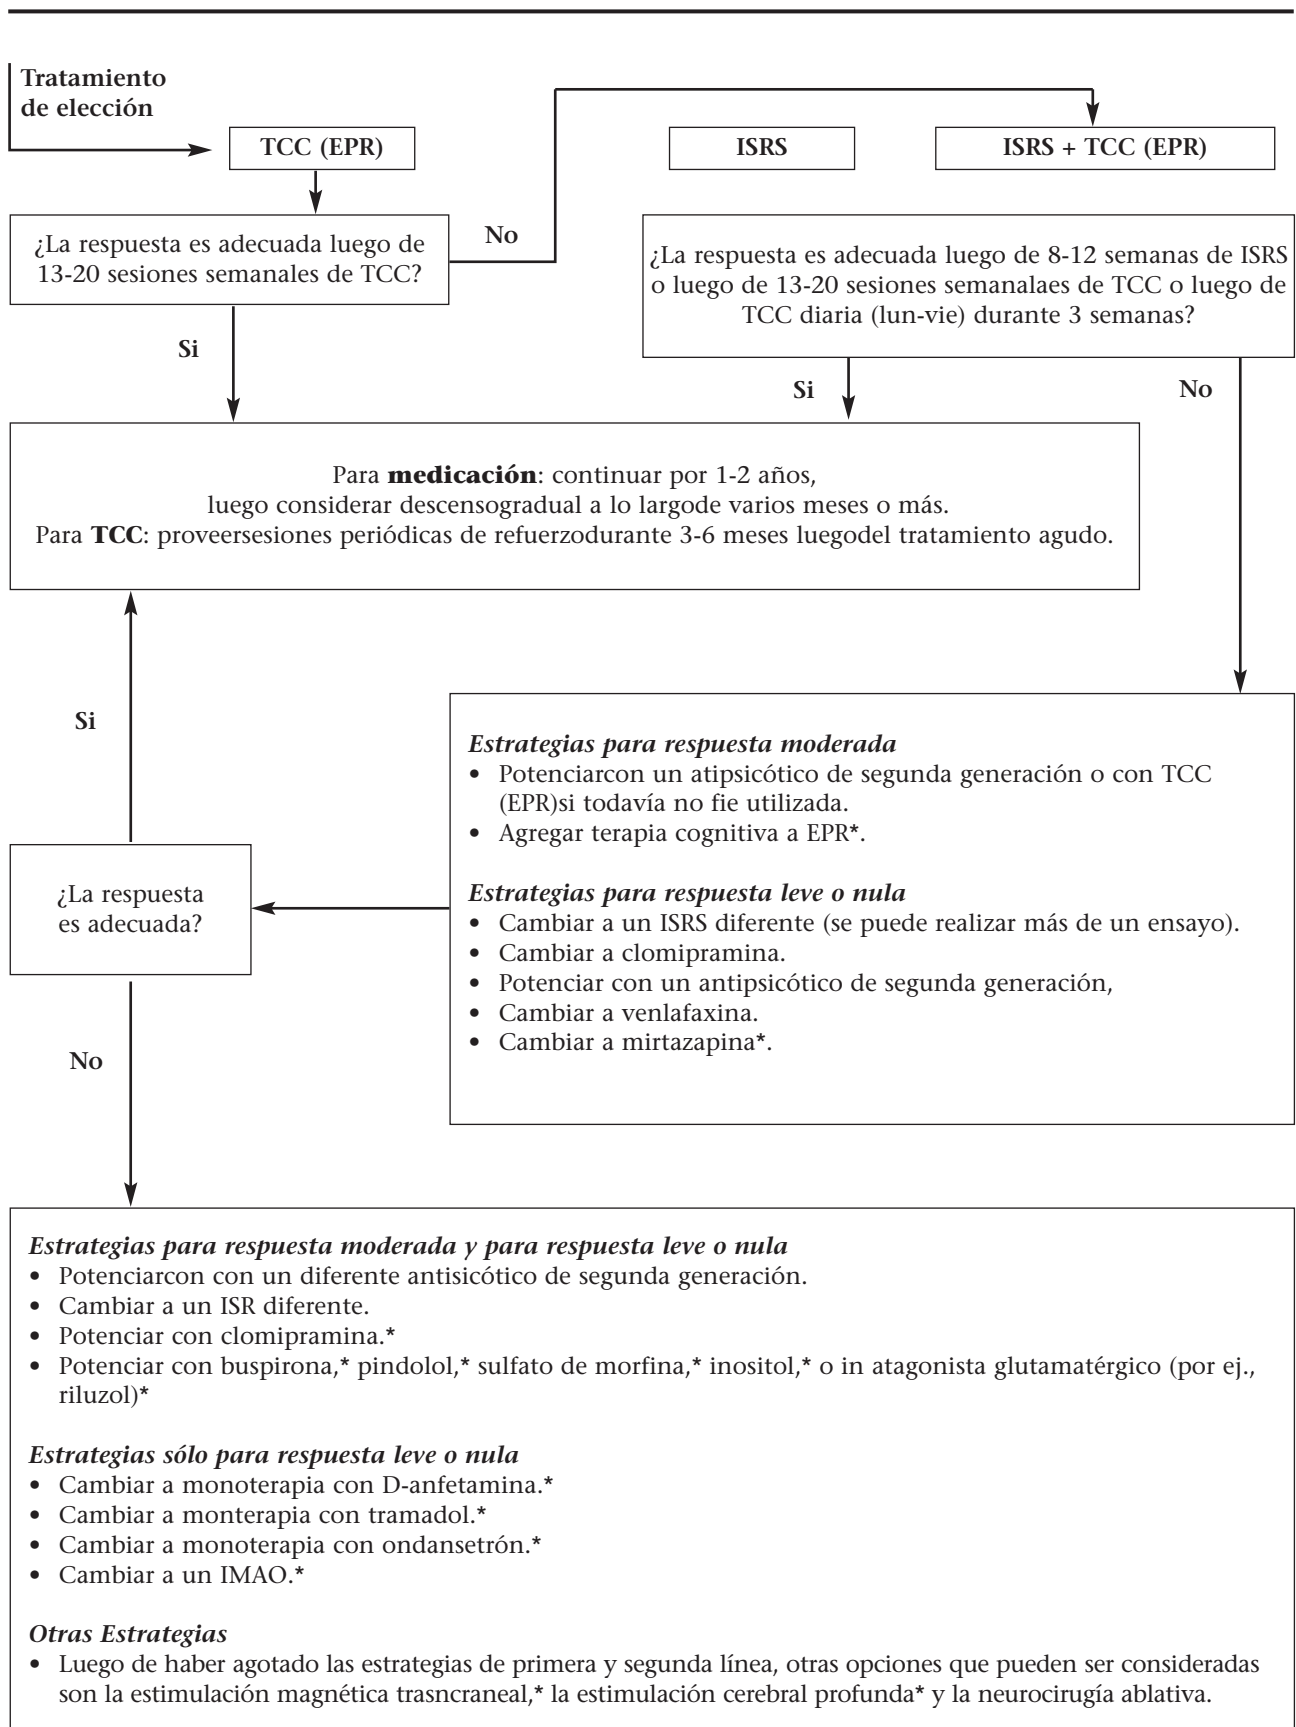 Tratamiento
de elección
TCC (EPR)
ISRS
ISRS + TCC (EPR)
¿La respuesta es adecuada luego de
13-20 sesiones semanales de TCC?
No
¿La respuesta es adecuada luego de 8-12 semanas de ISRS
o luego de 13-20 sesiones semanalaes de TCC o luego de
TCC diaria (lun-vie) durante 3 semanas?
Si
Si
No
Para medicación: continuar por 1-2 años,
luego considerar descensogradual a lo largode varios meses o más.
Para TCC: proveersesiones periódicas de refuerzodurante 3-6 meses luegodel tratamiento agudo.
Si
Estrategias para respuesta moderada
• Potenciarcon un atipsicótico de segunda generación o con TCC
(EPR)si todavía no fie utilizada.
• Agregar terapia cognitiva a EPR*.
¿La respuesta
es adecuada?
Estrategias para respuesta leve o nula
• Cambiar a un ISRS diferente (se puede realizar más de un ensayo).
• Cambiar a clomipramina.
• Potenciar con un antipsicótico de segunda generación,
• Cambiar a venlafaxina.
• Cambiar a mirtazapina*.
No
Estrategias para respuesta moderada y para respuesta leve o nula
• Potenciarcon con un diferente antisicótico de segunda generación.
• Cambiar a un ISR diferente.
• Potenciar con clomipramina.*
• Potenciar con buspirona,* pindolol,* sulfato de morfina,* inositol,* o in atagonista glutamatérgico (por ej.,
riluzol)*
Estrategias sólo para respuesta leve o nula
• Cambiar a monoterapia con D-anfetamina.*
• Cambiar a monterapia con tramadol.*
• Cambiar a monoterapia con ondansetrón.*
• Cambiar a un IMAO.*
Otras Estrategias
• Luego de haber agotado las estrategias de primera y segunda línea, otras opciones que pueden ser consideradas
son la estimulación magnética trasncraneal,* la estimulación cerebral profunda* y la neurocirugía ablativa.